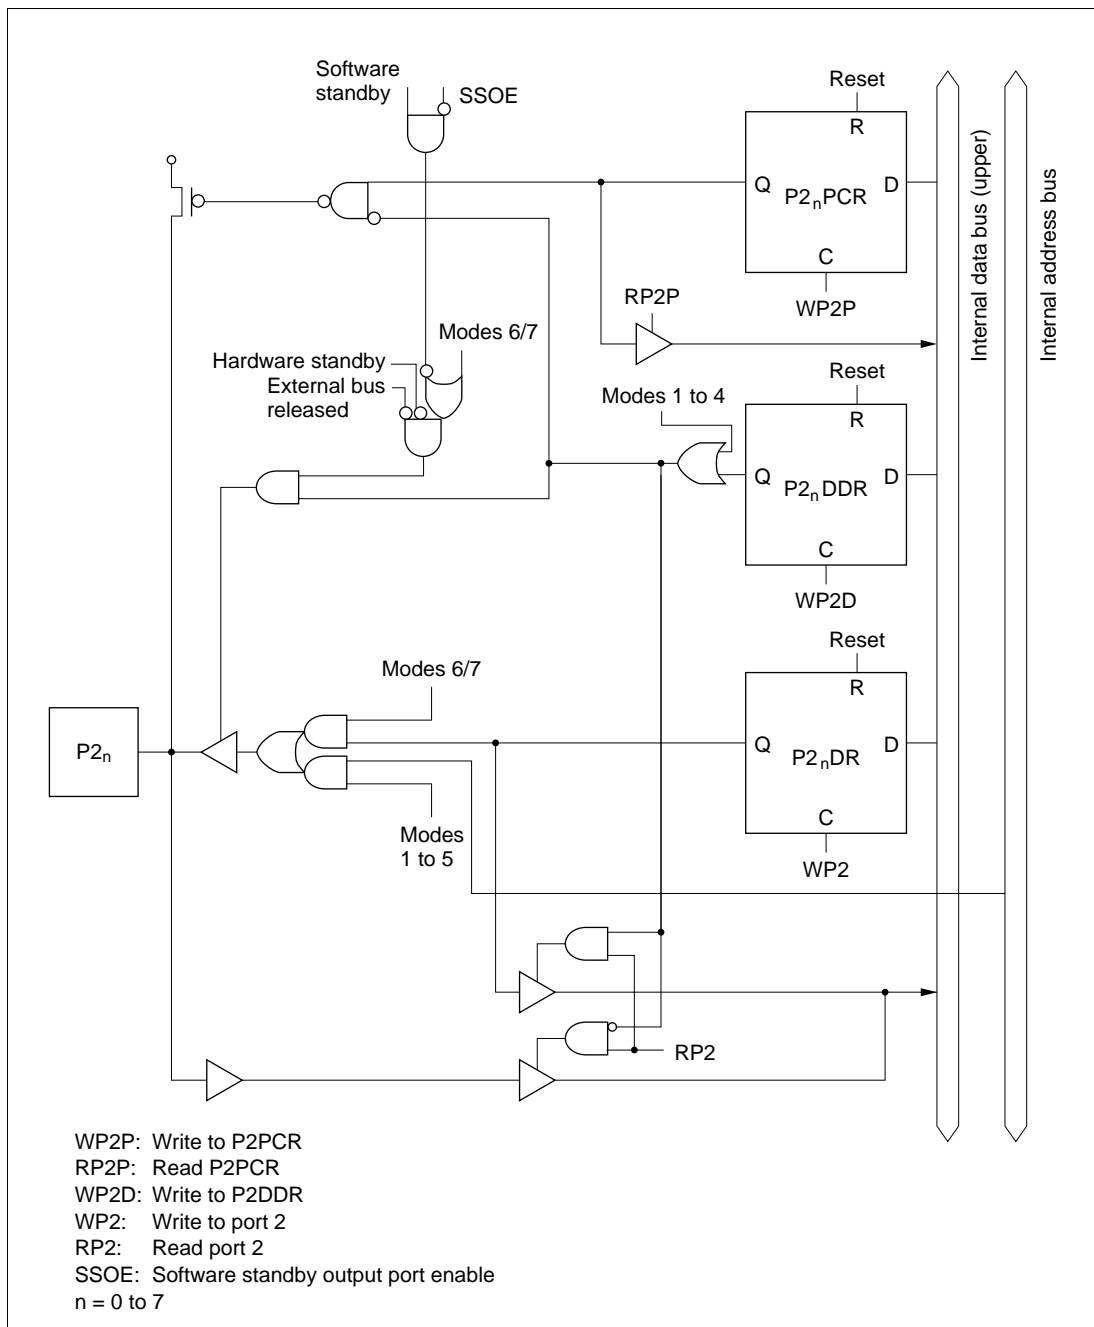 Software
standby
SSOE
Reset
R
Q P2nPCR D
C
WP2P
RP2P
Internal data bus (upper)
Internal address bus
Modes 6/7
Hardware standby
External bus
released
Modes 1 to 4
Reset
R
Q P2nDDR D
C
WP2D
Reset
R
Q P2nDR D
C
WP2
Modes 6/7
P2n
Modes
1 to 5
RP2
WP2P: Write to P2PCR
RP2P: Read P2PCR
WP2D: Write to P2DDR
WP2: Write to port 2
RP2: Read port 2
SSOE: Software standby output port enable
n = 0 to 7